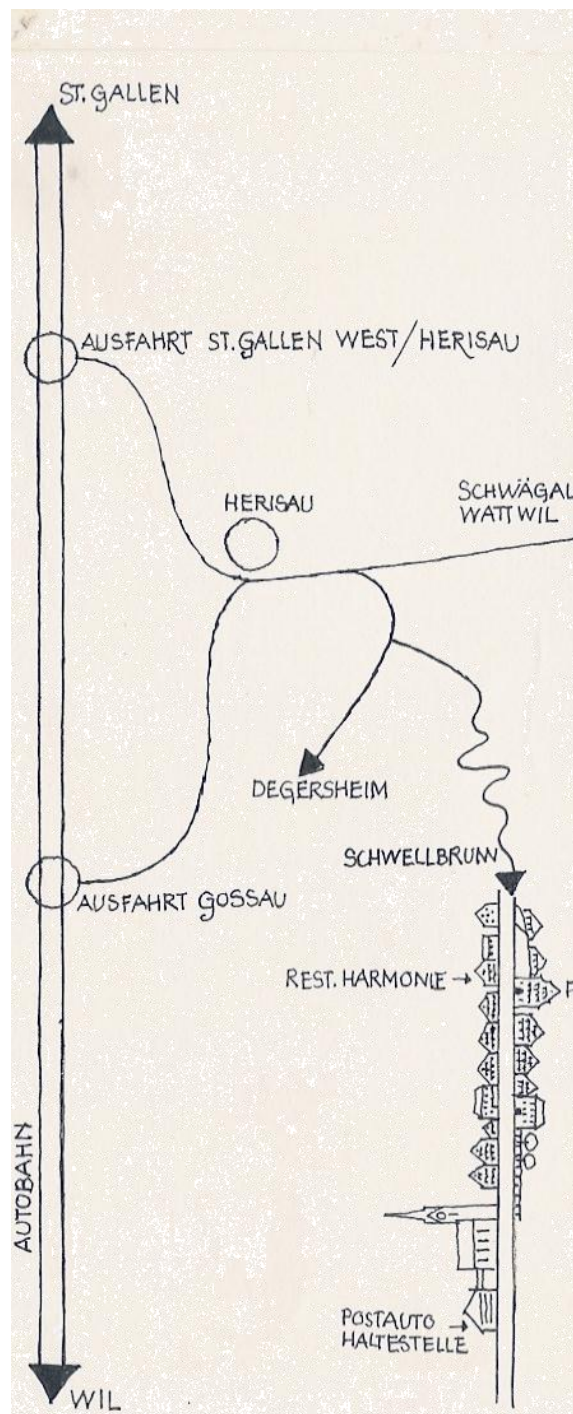 ST. GALLEN
AUSFAHRT ST. GALLEN WEST/HERISAU
HERISAU
SCHWÄGAL
WATTWIL
DEGERSHEIM
SCHWELLBRUNN
AUSFAHRT GOSSAU
REST. HARMONIE
P
AUTOBAHN
POSTAUTO
HALTESTELLE
WIL